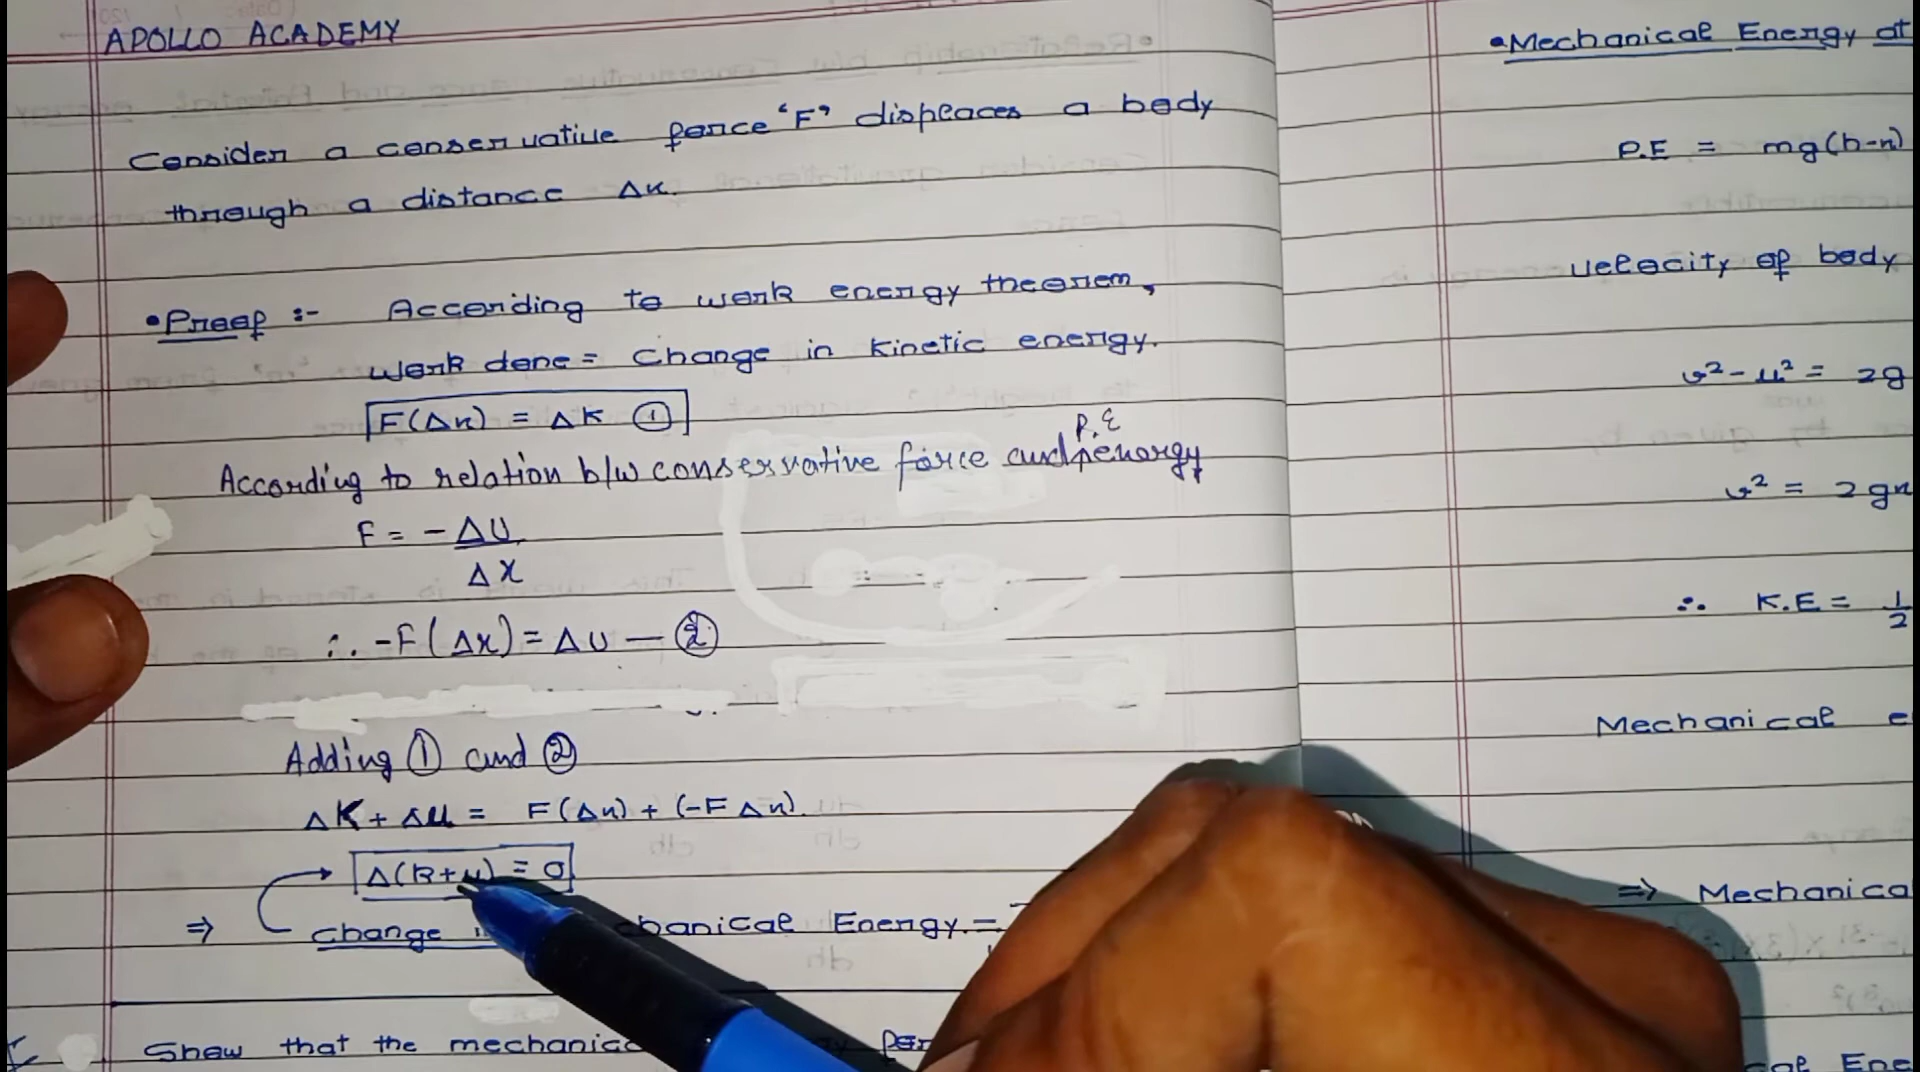 APOLLO ACADEMY
Consider a conservative force 'F' displaces a body
through a distance Δx.
•Proof :- According to work energy theorem,
work done = Change in kinetic energy.
F(Δx) = ΔK ①
P.E
According to relation b/w conservative force and energy
F = -ΔU
Δx
∴ -F(Δx) = ΔU — ②
Adding ① and ②
ΔK + ΔU = F(Δx) + (-F Δx)
Δ(K+U) = 0
⇒ change Energy =
Show that the
•Mechanical Energy at
P.E = mg(h-x)
velocity of body
v² - u² = 2g
v² = 2gx
∴ K.E = 1/2
Mechanical e
⇒ Mechanica